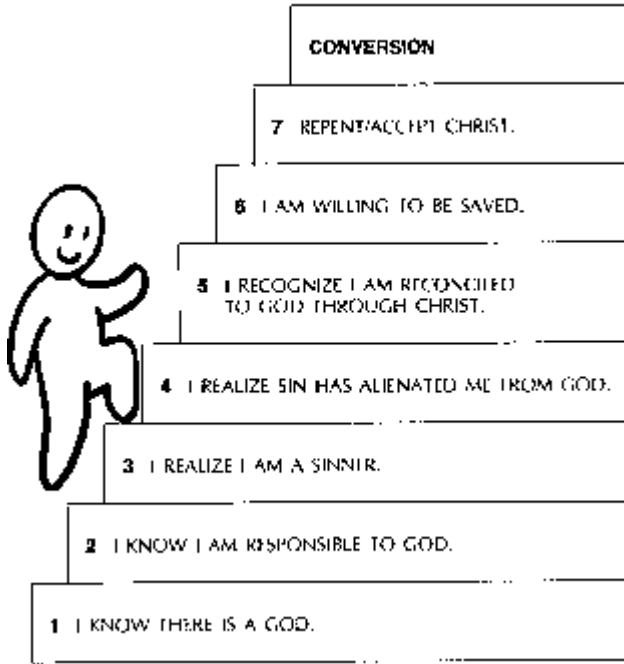 CONVERSION
7 REPENT/ACCEPT CHRIST.
6 I AM WILLING TO BE SAVED.
5 I RECOGNIZE I AM RECONCILED
TO GOD THROUGH CHRIST.
4 I REALIZE SIN HAS ALIENATED ME FROM GOD.
3 I REALIZE I AM A SINNER.
2 I KNOW I AM RESPONSIBLE TO GOD.
1 I KNOW THERE IS A GOD.